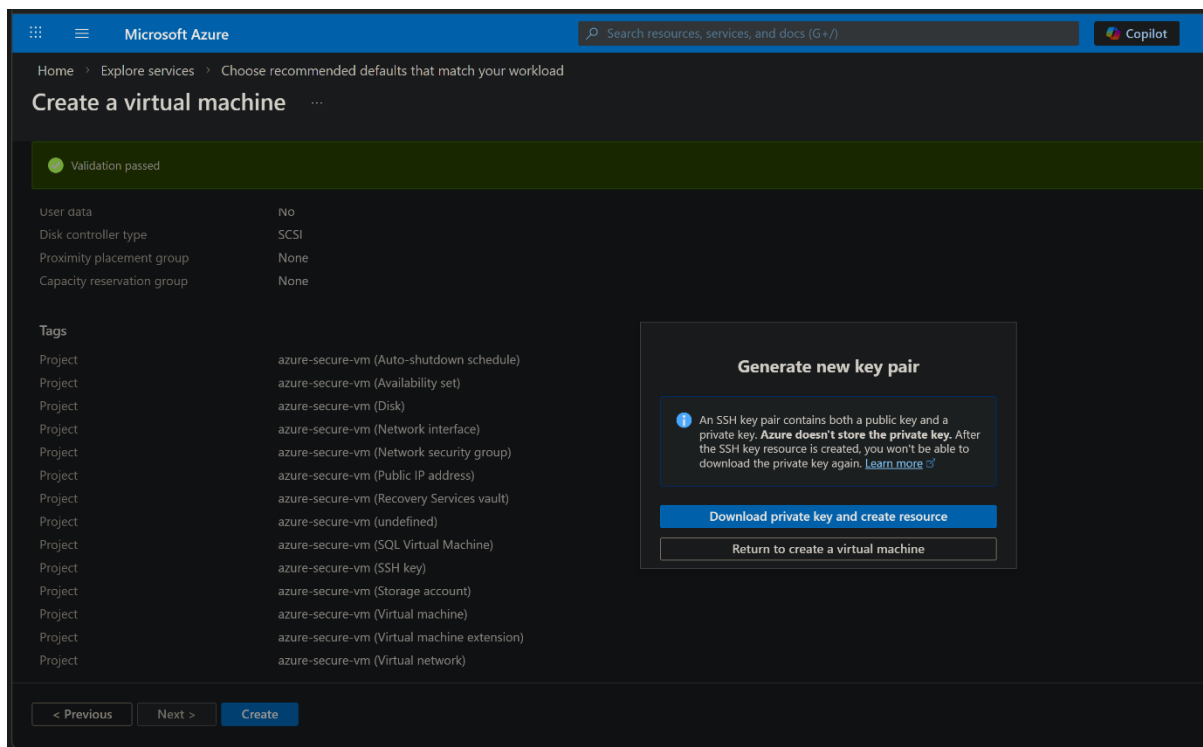 Microsoft Azure
Search resources, services, and docs (G+/)
Copilot
Home > Explore services > Choose recommended defaults that match your workload
Create a virtual machine ...
Validation passed
User data No
Disk controller type SCSI
Proximity placement group None
Capacity reservation group None
Tags
Project azure-secure-vm (Auto-shutdown schedule)
Project azure-secure-vm (Availability set)
Project azure-secure-vm (Disk)
Project azure-secure-vm (Network interface)
Project azure-secure-vm (Network security group)
Project azure-secure-vm (Public IP address)
Project azure-secure-vm (Recovery Services vault)
Project azure-secure-vm (undefined)
Project azure-secure-vm (SQL Virtual Machine)
Project azure-secure-vm (SSH key)
Project azure-secure-vm (Storage account)
Project azure-secure-vm (Virtual machine)
Project azure-secure-vm (Virtual machine extension)
Project azure-secure-vm (Virtual network)
Generate new key pair
An SSH key pair contains both a public key and a
private key. Azure doesn't store the private key. After
the SSH key resource is created, you won't be able to
download the private key again. Learn more
Download private key and create resource
Return to create a virtual machine
< Previous
Next >
Create